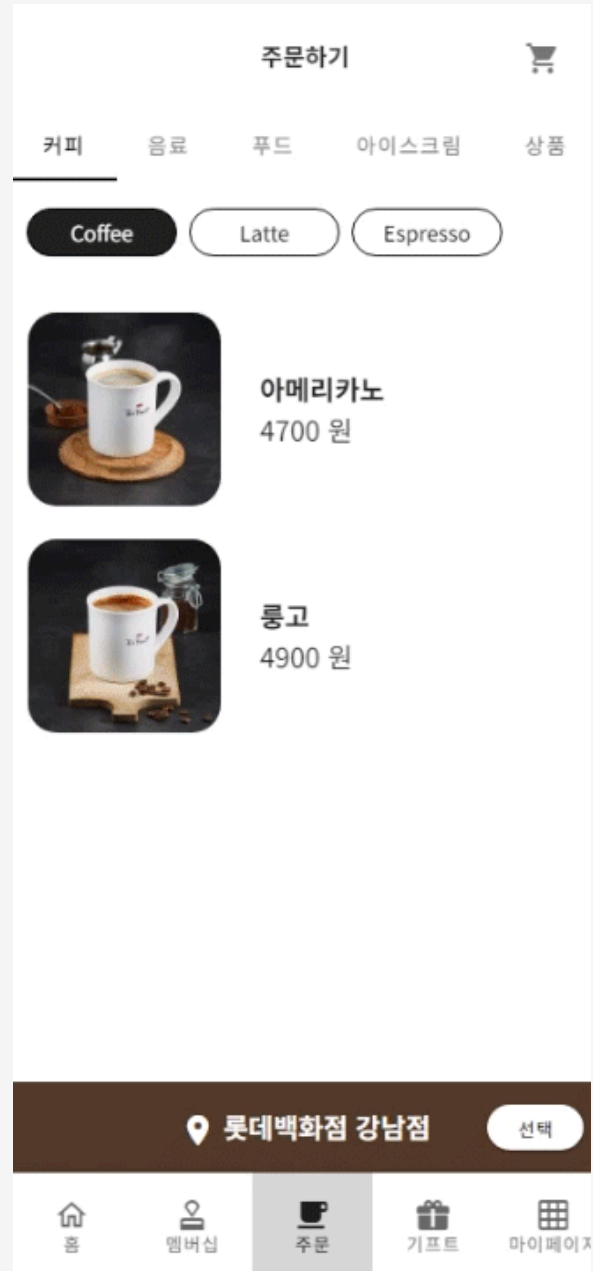 주문하기
커피 음료 푸드 아이스크림 상품
Coffee Latte Espresso
아메리카노
4700 원
룽고
4900 원
롯데백화점 강남점 선택
홈 멤버십 주문 기프트 마이페이지